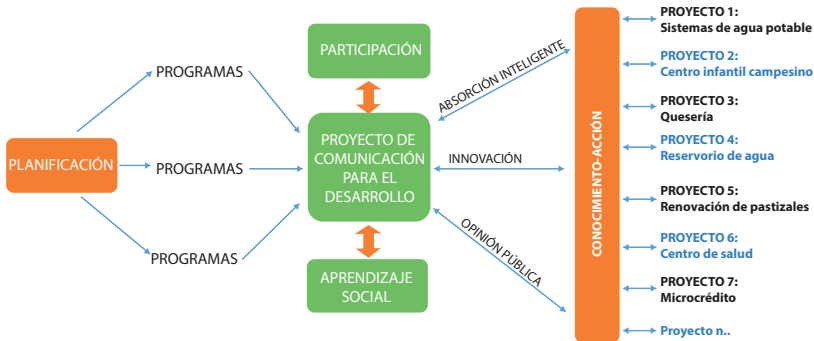 PLANIFICACIÓN
PROGRAMAS
PROGRAMAS
PROGRAMAS
PARTICIPACIÓN
PROYECTO DE
COMUNICACIÓN
PARA EL
DESARROLLO
APRENDIZAJE
SOCIAL
ABSORCIÓN INTELIGENTE
INNOVACIÓN
OPINIÓN PÚBLICA
CONOCIMIENTO-ACCIÓN
PROYECTO 1:
Sistemas de agua potable
PROYECTO 2:
Centro infantil campesino
PROYECTO 3:
Quesería
PROYECTO 4:
Reservorio de agua
PROYECTO 5:
Renovación de pastizales
PROYECTO 6:
Centro de salud
PROYECTO 7:
Microcrédito
Proyecto n..